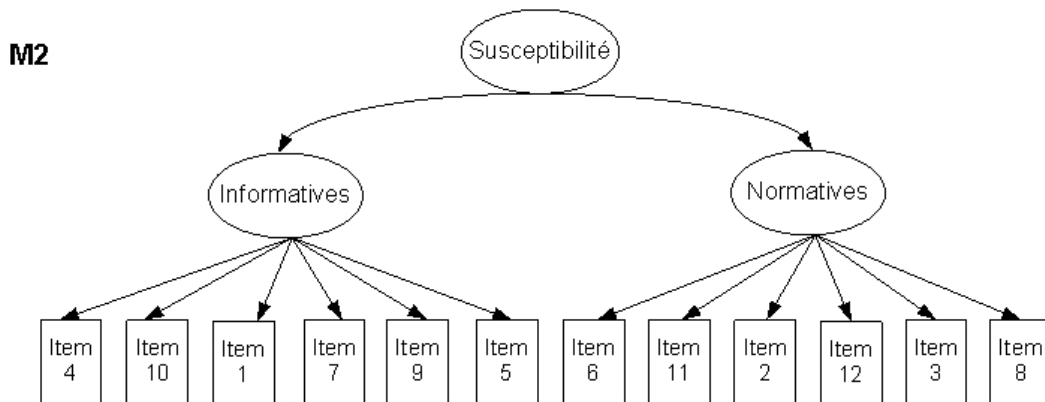 M2
Susceptibilité
Informatives
Normatives
Item
4
Item
10
Item
1
Item
7
Item
9
Item
5
Item
6
Item
11
Item
2
Item
12
Item
3
Item
8